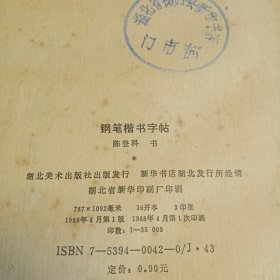 门市部
钢笔楷书字帖
陈登科 书
*
湖北美术出版社出版发行 新华书店湖北发行所经销
湖北省新华印刷厂印刷
787×1092毫米 16开本 3印张
1988年4月第1版 1988年4月第1次印刷
印数：1—35 000
ISBN 7—5394—0042—0/J·43
定价：0.90元